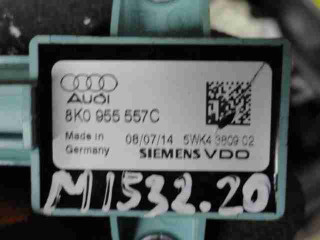 Audi
8K0 955 557C
Made in
Germany
08/07/14 5WK4 3809 02
SIEMENS VDO
M1532.20